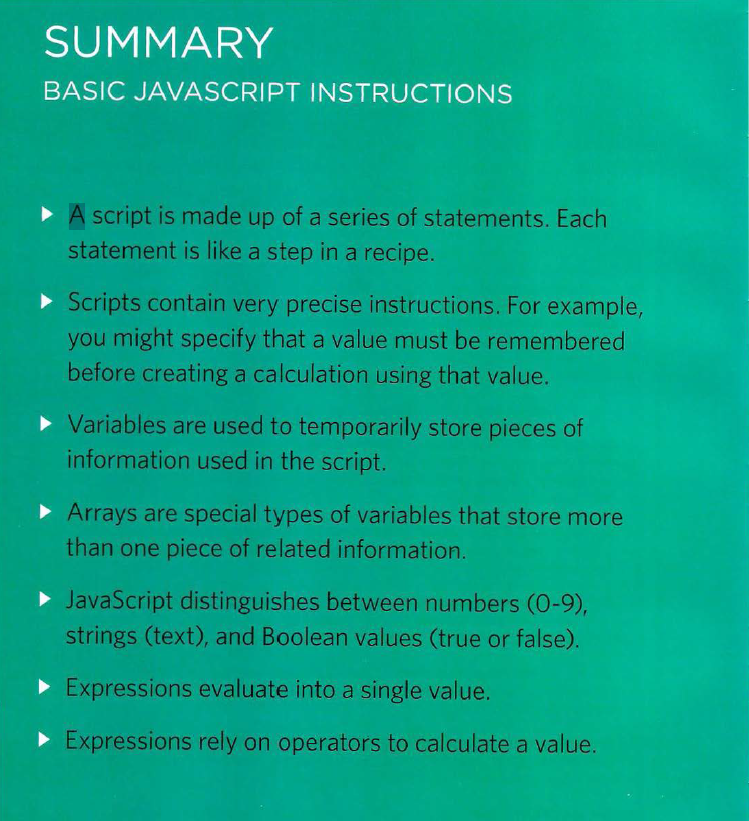 SUMMARY
BASIC JAVASCRIPT INSTRUCTIONS
A script is made up of a series of statements. Each
statement is like a step in a recipe.
Scripts contain very precise instructions. For example,
you might specify that a value must be remembered
before creating a calculation using that value.
Variables are used to temporarily store pieces of
information used in the script.
Arrays are special types of variables that store more
than one piece of related information.
JavaScript distinguishes between numbers (0-9),
strings (text), and Boolean values (true or false).
Expressions evaluate into a single value.
Expressions rely on operators to calculate a value.